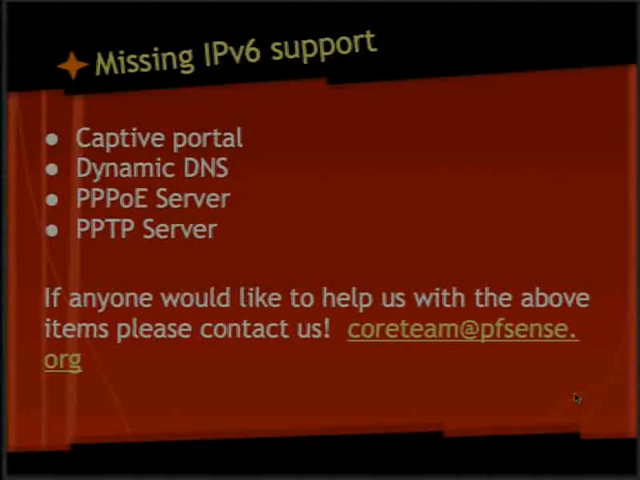 Missing IPv6 support
● Captive portal
● Dynamic DNS
● PPPoE Server
● PPTP Server
If anyone would like to help us with the above
items please contact us! coreteam@pfsense.
org